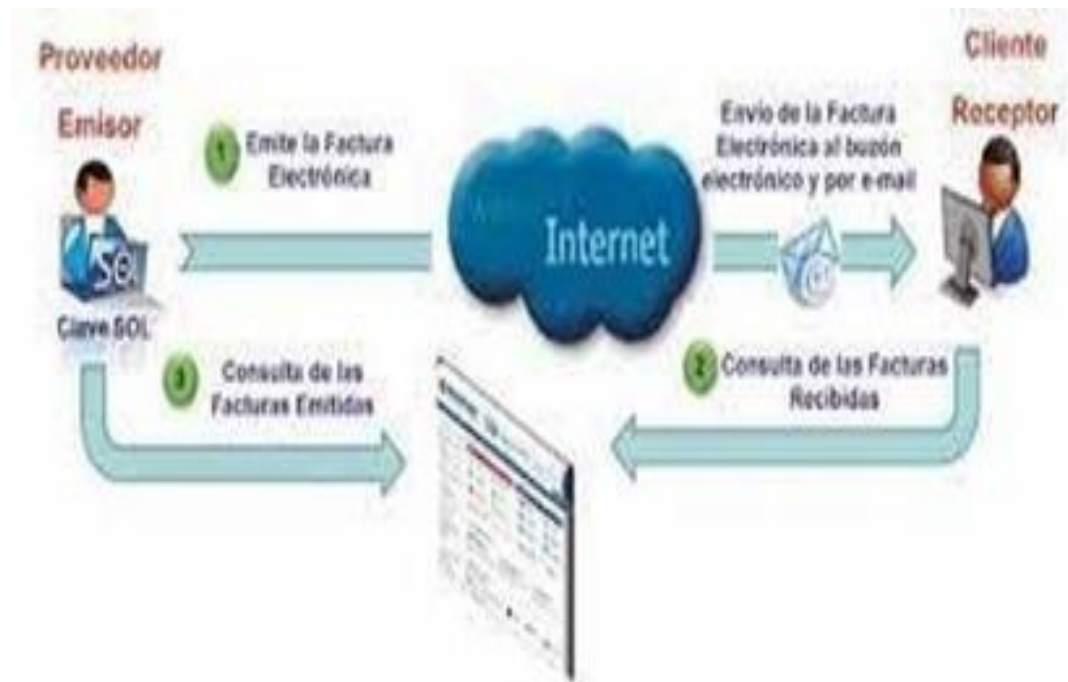 Proveedor
Emisor
1
Emite la Factura
Electrónica
Internet
Envío de la Factura
Electrónica al buzón
electrónico y por e-mail
Cliente
Receptor
SOL
Clave SOL
3
Consulta de las
Facturas Emitidas
2
Consulta de las Facturas
Recibidas